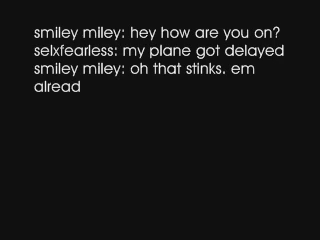 smiley miley: hey how are you on?
selxfearless: my plane got delayed
smiley miley: oh that stinks. em
alread